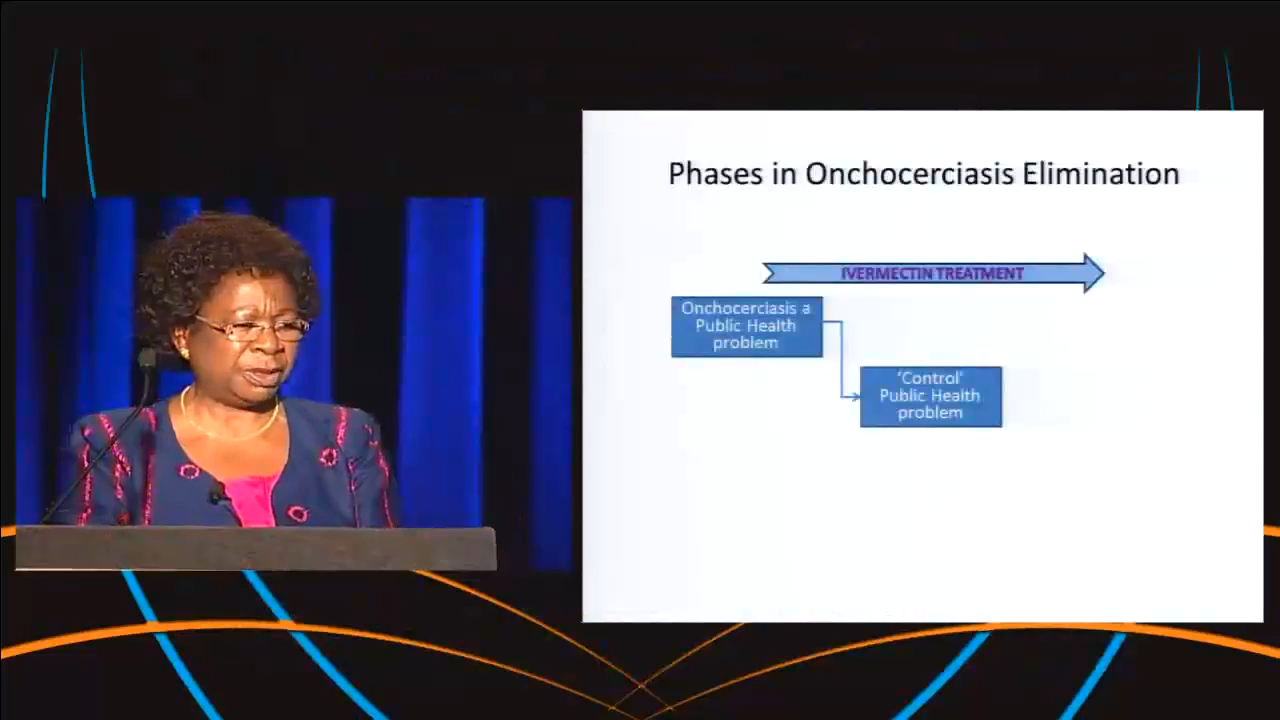 Phases in Onchocerciasis Elimination
IVERMECTIN TREATMENT
Onchocerciasis a
Public Health
problem
'Control'
Public Health
problem